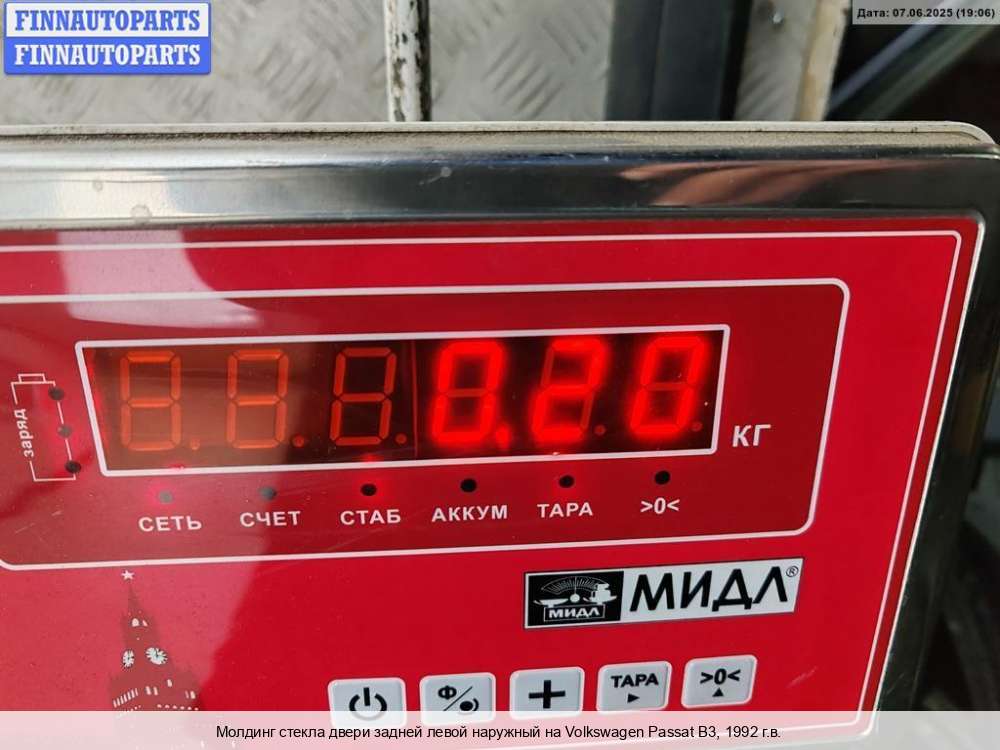 FINNAUTOPARTS
FINNAUTOPARTS
Дата: 07.06.2025 (19:06)
заряд
0.20
КГ
СЕТЬ СЧЕТ СТАБ АККУМ ТАРА >0<
МИДЛ МИДЛ®
Ф/ + ТАРА >0<
Молдинг стекла двери задней левой наружный на Volkswagen Passat B3, 1992 г.в.